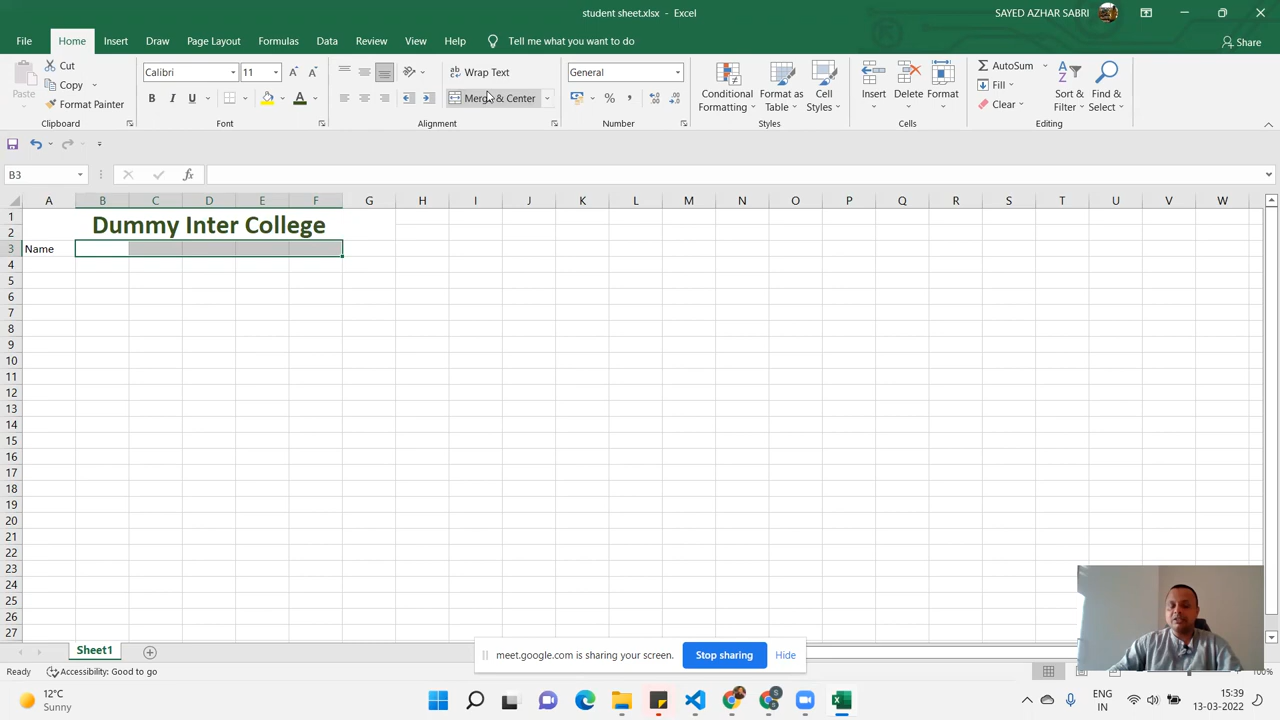 student sheet.xlsx - Excel
SAYED AZHAR SABRI
File Home Insert Draw Page Layout Formulas Data Review View Help Tell me what you want to do Share
Paste
Cut
Copy
Format Painter
Clipboard
Calibri 11
B I U A
Font
Wrap Text
Merge & Center
Alignment
General
%
Number
Conditional Formatting
Format as Table
Cell Styles
Styles
Insert Delete Format
Cells
AutoSum
Fill
Clear
Sort & Filter
Find & Select
Editing
B3 fx
A B C D E F G H I J K L M N O P Q R S T U V W
1 Dummy Inter College
2
3 Name
4
5
6
7
8
9
10
11
12
13
14
15
16
17
18
19
20
21
22
23
24
25
26
27
Sheet1
meet.google.com is sharing your screen. Stop sharing Hide
Ready Accessibility: Good to go 100%
12°C
Sunny
ENG
IN
15:39
13-03-2022